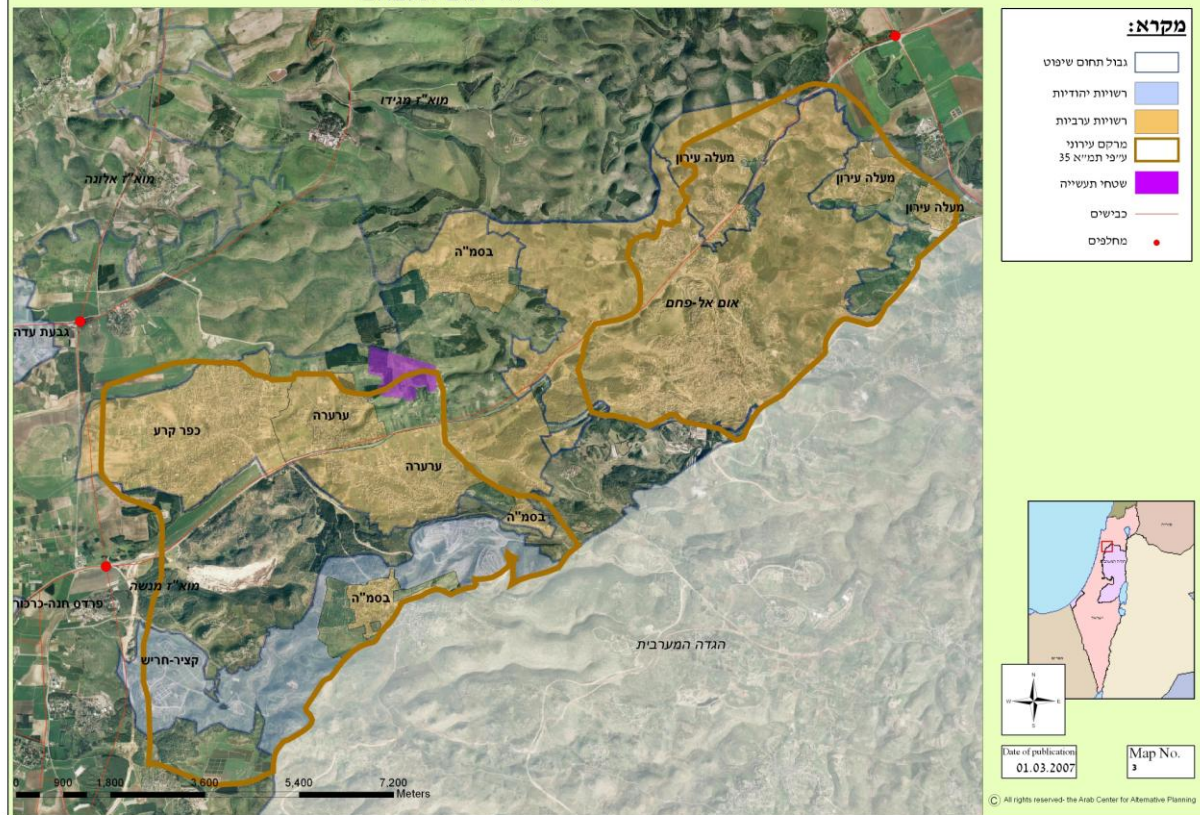 מוא"ז מגידו
מוא"ז אלונה
מעלה עירון
מעלה עירון
מעלה עירון
בסמ"ה
אום אל-פחם
גבעת עדה
ערערה
כפר קרע
ערערה
בסמ"ה
מוא"ז מנשה
בסמ"ה
פרדס חנה-כרכור
הגדה המערבית
קציר-חריש
0 900 1,800 3,600 5,400 7,200
Meters
מקרא:
גבול תחום שיפוט
רשויות יהודיות
רשויות ערביות
מרקם עירוני
ע״פי תמ״א 35
שטחי תעשייה
כבישים
מחלפים
N
W E
S
Date of publication
01.03.2007
Map No.
3
© All rights reserved- the Arab Center for Alternative Planning